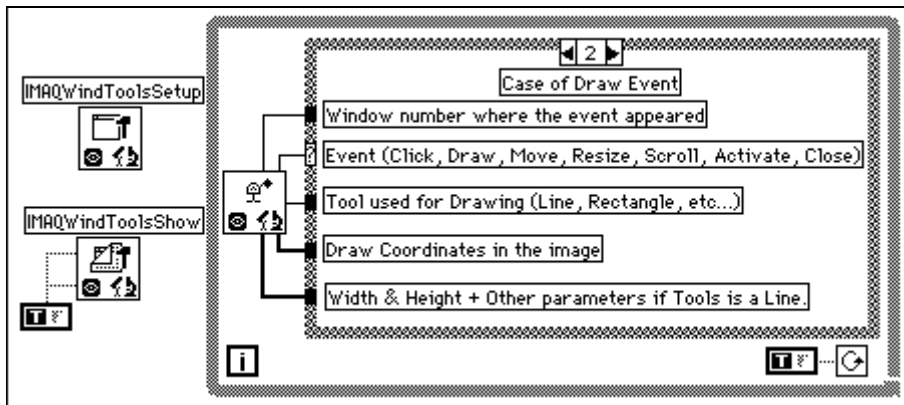 2
Case of Draw Event
IMAQWindToolsSetup
Window number where the event appeared
?
Event (Click, Draw, Move, Resize, Scroll, Activate, Close)
Tool used for Drawing (Line, Rectangle, etc...)
IMAQWindToolsShow
Draw Coordinates in the image
Width & Height + Other parameters if Tools is a Line.
T
i
T